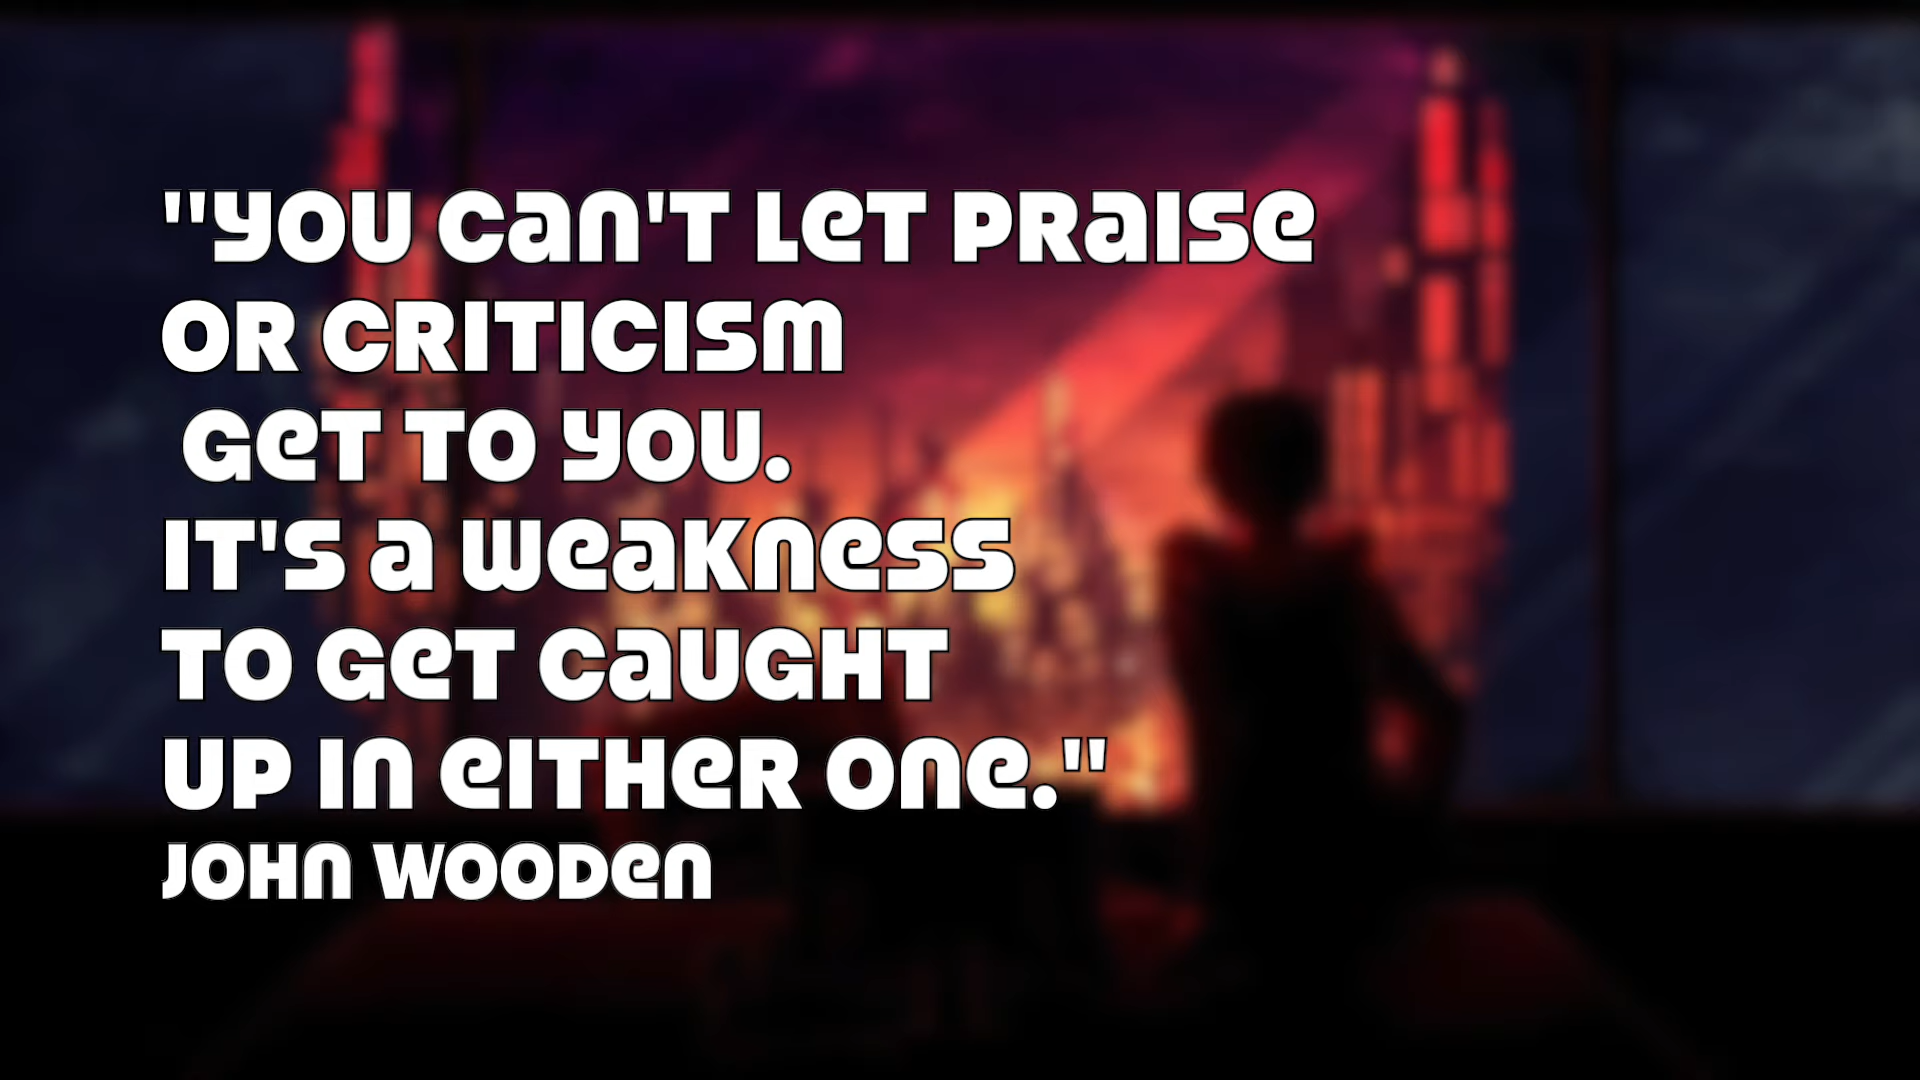 "You can't let praise
or criticism
get to you.
It's a weakness
to get caught
up in either one."
John Wooden